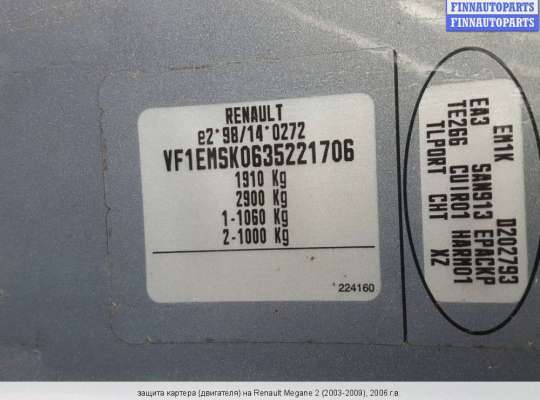 FINNAUTOPARTS
FINNAUTOPARTS
RENAULT
e2*98/14*0272
VF1EMSK0635221706
1910 Kg
2900 Kg
1-1060 Kg
2-1000 Kg
224160
EM1K D202793
EA3 SAN913 EPACKP
TE266 CUIR01 HARM01
TLPORT CHT XZ
защита картера (двигателя) на Renault Megane 2 (2003-2009), 2006 г.в.